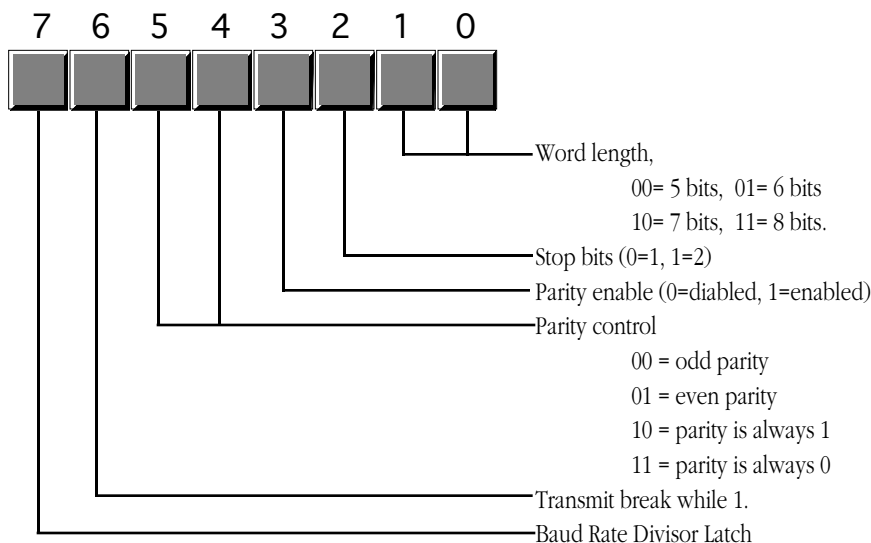 7 6 5 4 3 2 1 0
Word length,
00= 5 bits, 01= 6 bits
10= 7 bits, 11= 8 bits.
Stop bits (0=1, 1=2)
Parity enable (0=diabled, 1=enabled)
Parity control
00 = odd parity
01 = even parity
10 = parity is always 1
11 = parity is always 0
Transmit break while 1.
Baud Rate Divisor Latch